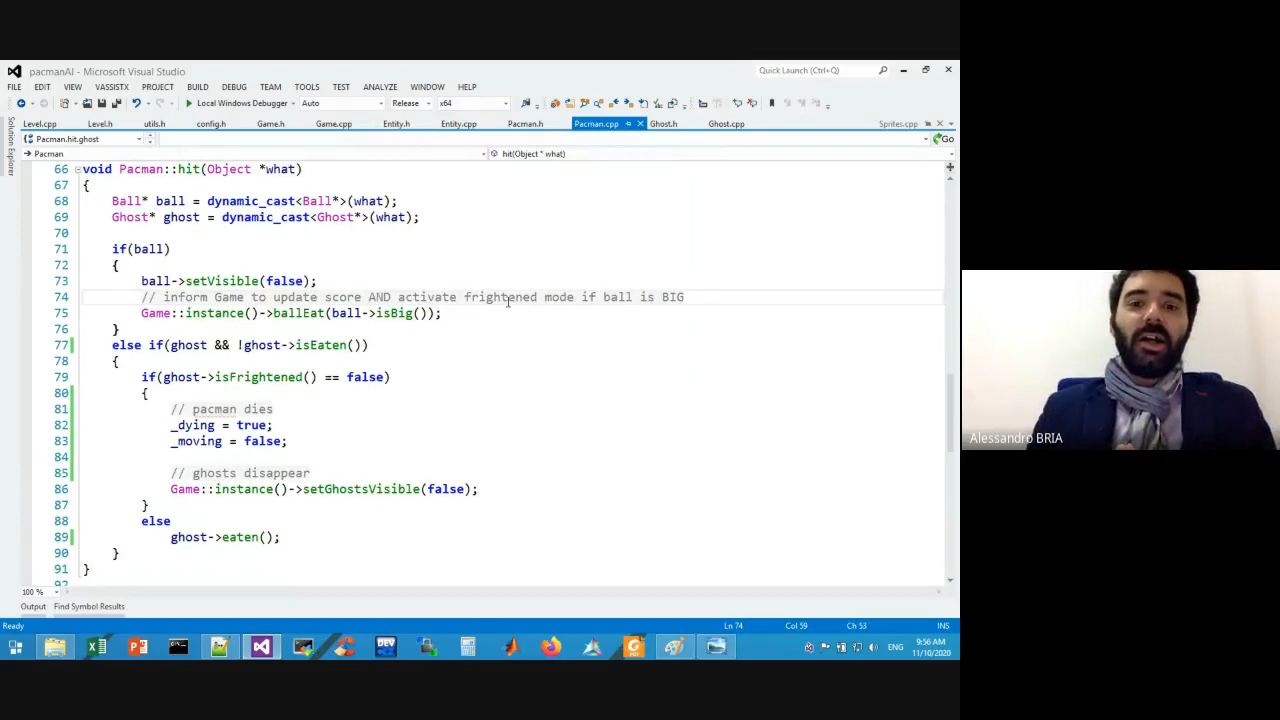 pacmanAI - Microsoft Visual Studio
Quick Launch (Ctrl+Q)
FILE EDIT VIEW VASSISTX PROJECT BUILD DEBUG TEAM TOOLS TEST ANALYZE WINDOW HELP
Local Windows Debugger Auto Release x64
Level.cpp Level.h utils.h config.h Game.h Game.cpp Entity.h Entity.cpp Pacman.h Pacman.cpp Ghost.h Ghost.cpp Sprites.cpp
Solution Explorer
Pacman.hit.ghost Go
Pacman hit(Object * what)
66 void Pacman::hit(Object *what)
67 {
68 Ball* ball = dynamic_cast<Ball*>(what);
69 Ghost* ghost = dynamic_cast<Ghost*>(what);
70
71 if(ball)
72 {
73 ball->setVisible(false);
74 // inform Game to update score AND activate frightened mode if ball is BIG
75 Game::instance()->ballEat(ball->isBig());
76 }
77 else if(ghost && !ghost->isEaten())
78 {
79 if(ghost->isFrightened() == false)
80 {
81 // pacman dies
82 _dying = true;
83 _moving = false;
84
85 // ghosts disappear
86 Game::instance()->setGhostsVisible(false);
87 }
88 else
89 ghost->eaten();
90 }
91 }
92
100 %
Output Find Symbol Results
Ready Ln 74 Col 59 Ch 53 INS
DEV
PDF
ENG
9:56 AM
11/10/2020
Alessandro BRIA